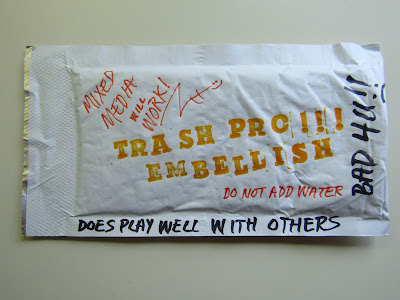 MIXED
MEDIA
WILL
WORK!
TRASH PRO!!!
EMBELLISH
DO NOT ADD WATER
BAD 4 U!!
DOES PLAY WELL WITH OTHERS